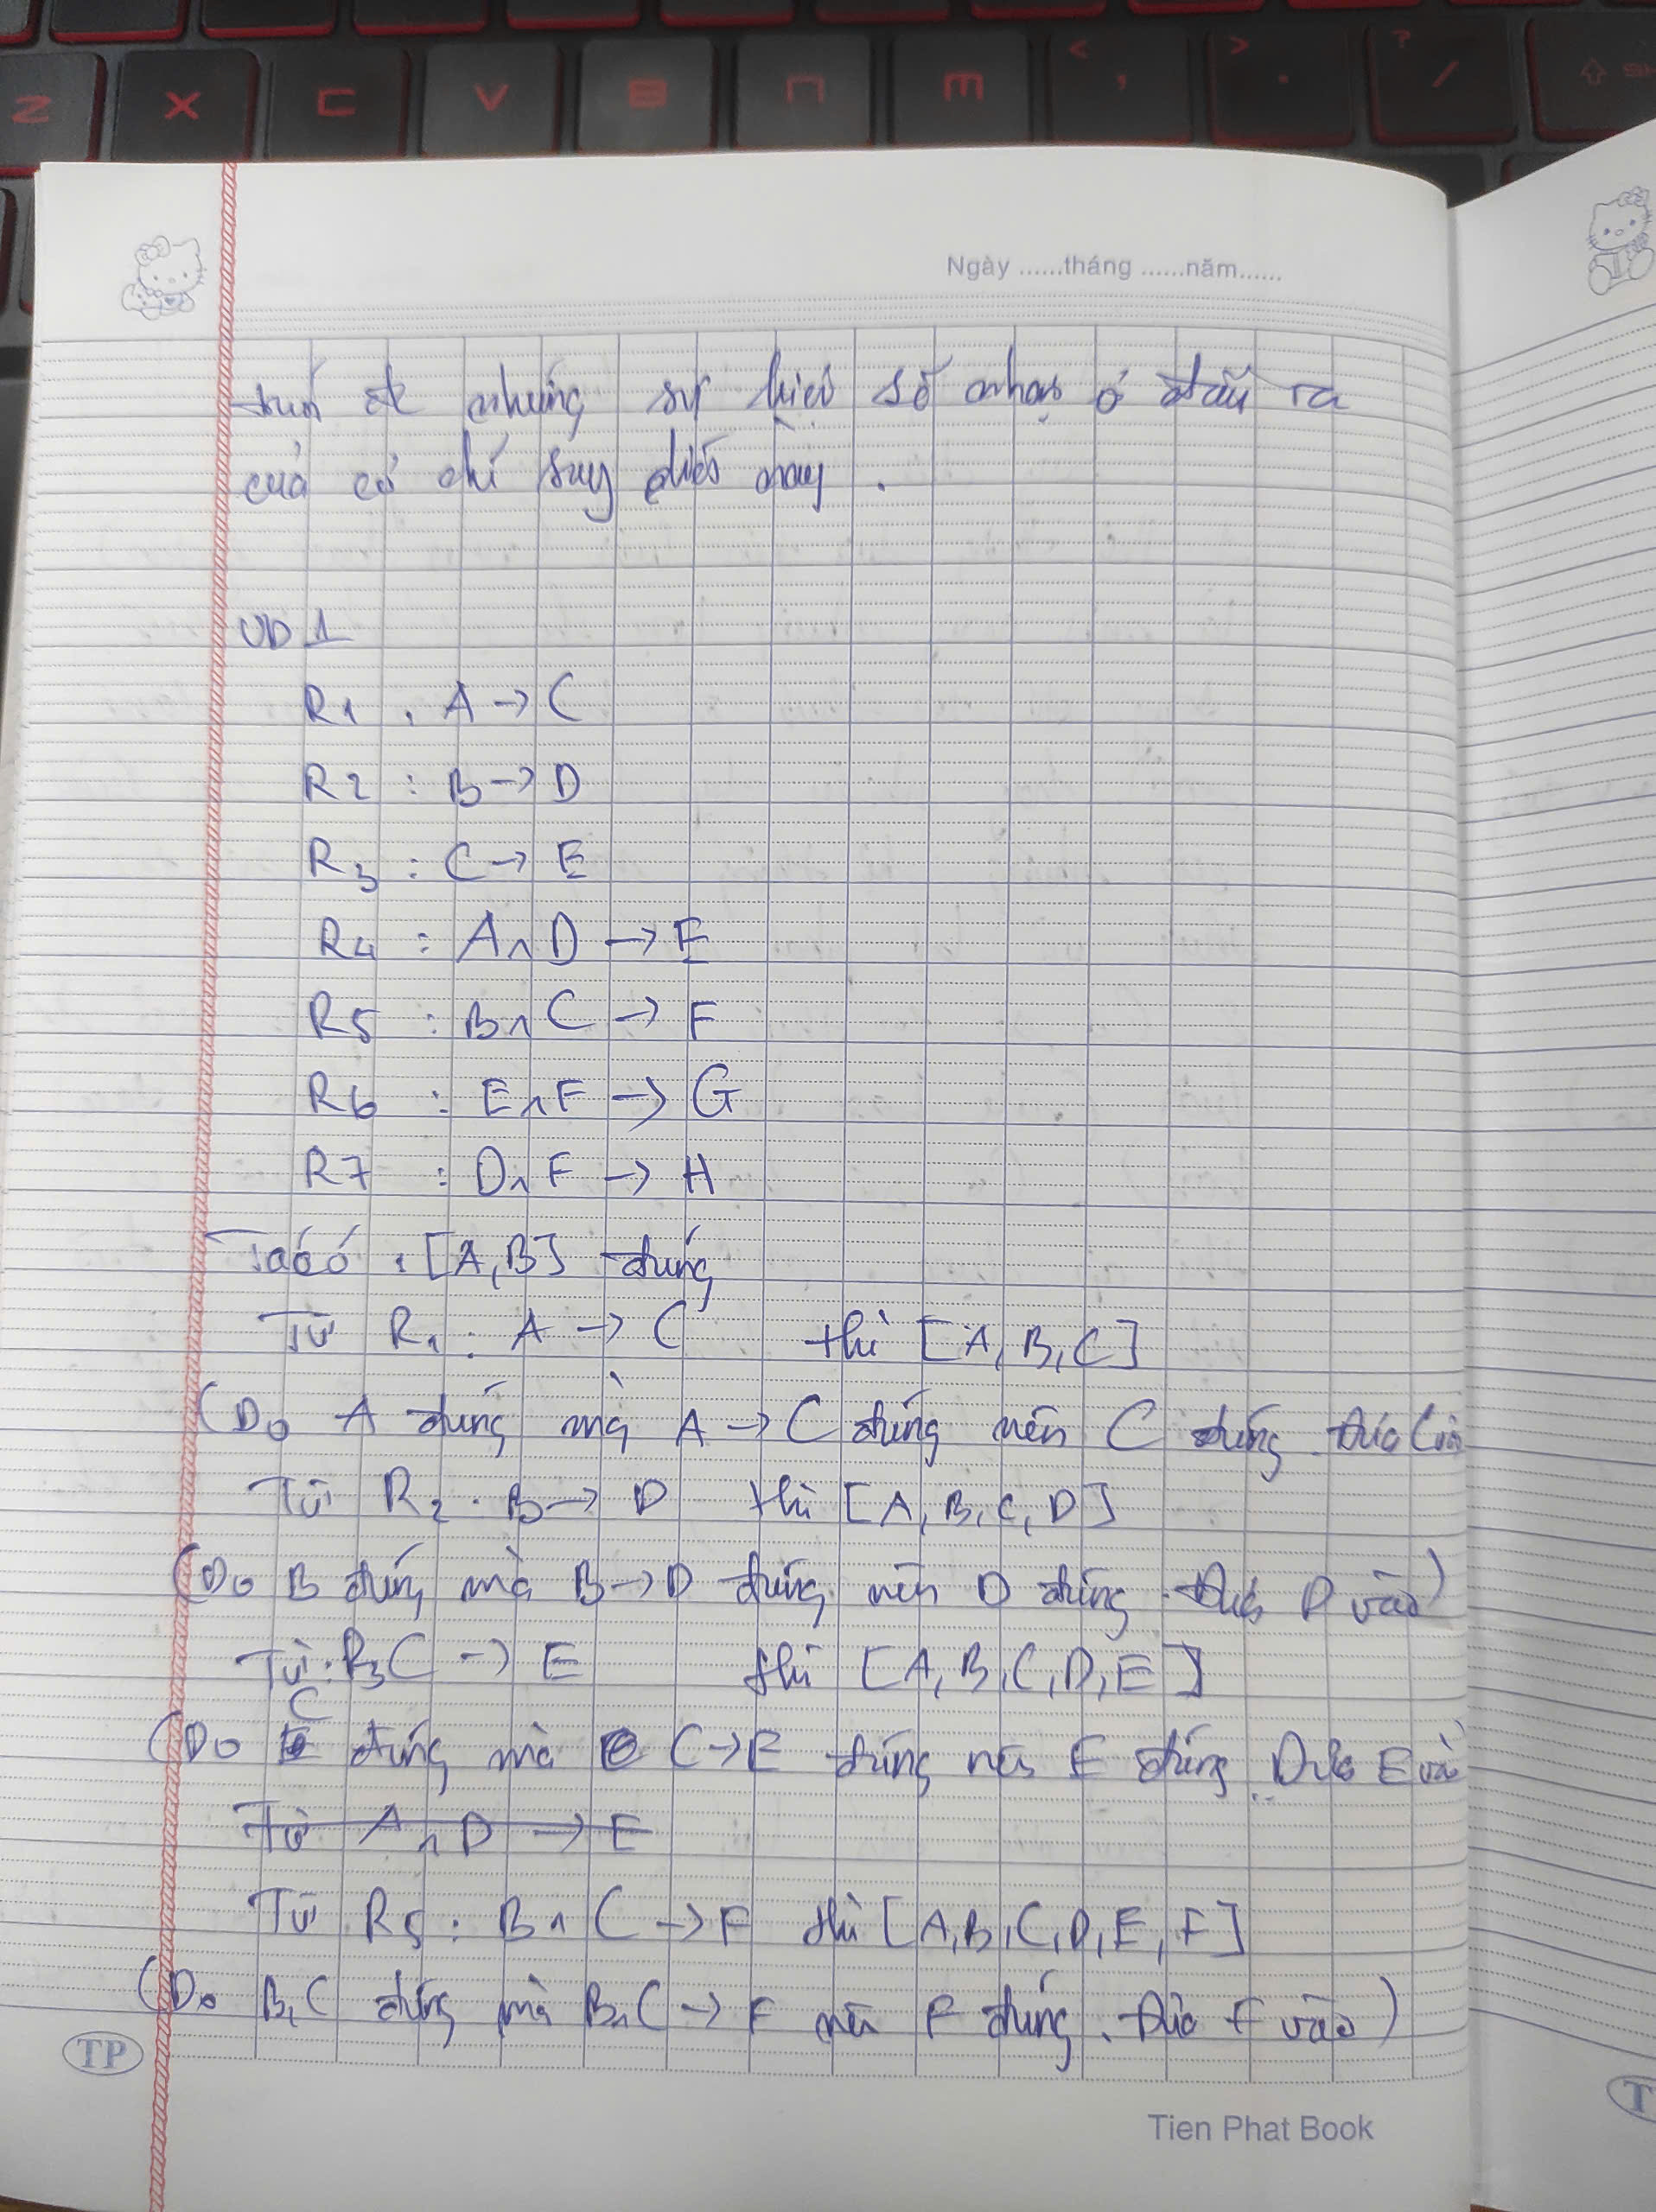 Z X C V B N M < , > . ? /
Ngày ......tháng ......năm......
những sự kiện số nhau ở đầu ra
của cơ chế suy diễn này .
VD 1
R1 . A → C
R2 : B → D
R3 : C → E
R4 : A ∧ D → E
R5 : B ∧ C → F
R6 : E ∧ F → G
R7 : D ∧ F → H
Ta có : [A, B] đúng
Từ R1 : A → C thì [A, B, C]
(Do A đúng mà A → C đúng nên C đúng. Đưa C vào
Từ R2 : B → D thì [A, B, C, D]
(Do B đúng mà B → D đúng nên D đúng. Đưa D vào)
Từ : R3 C → E thì [A, B, C, D, E]
(Do C đúng mà C → E đúng nên E đúng. Đưa E vào
Từ A ∧ D → E
Từ R5 : B ∧ C → F thì [A, B, C, D, E, F]
(Do B, C đúng mà B ∧ C → F nên F đúng. Đưa F vào)
TP
Tien Phat Book